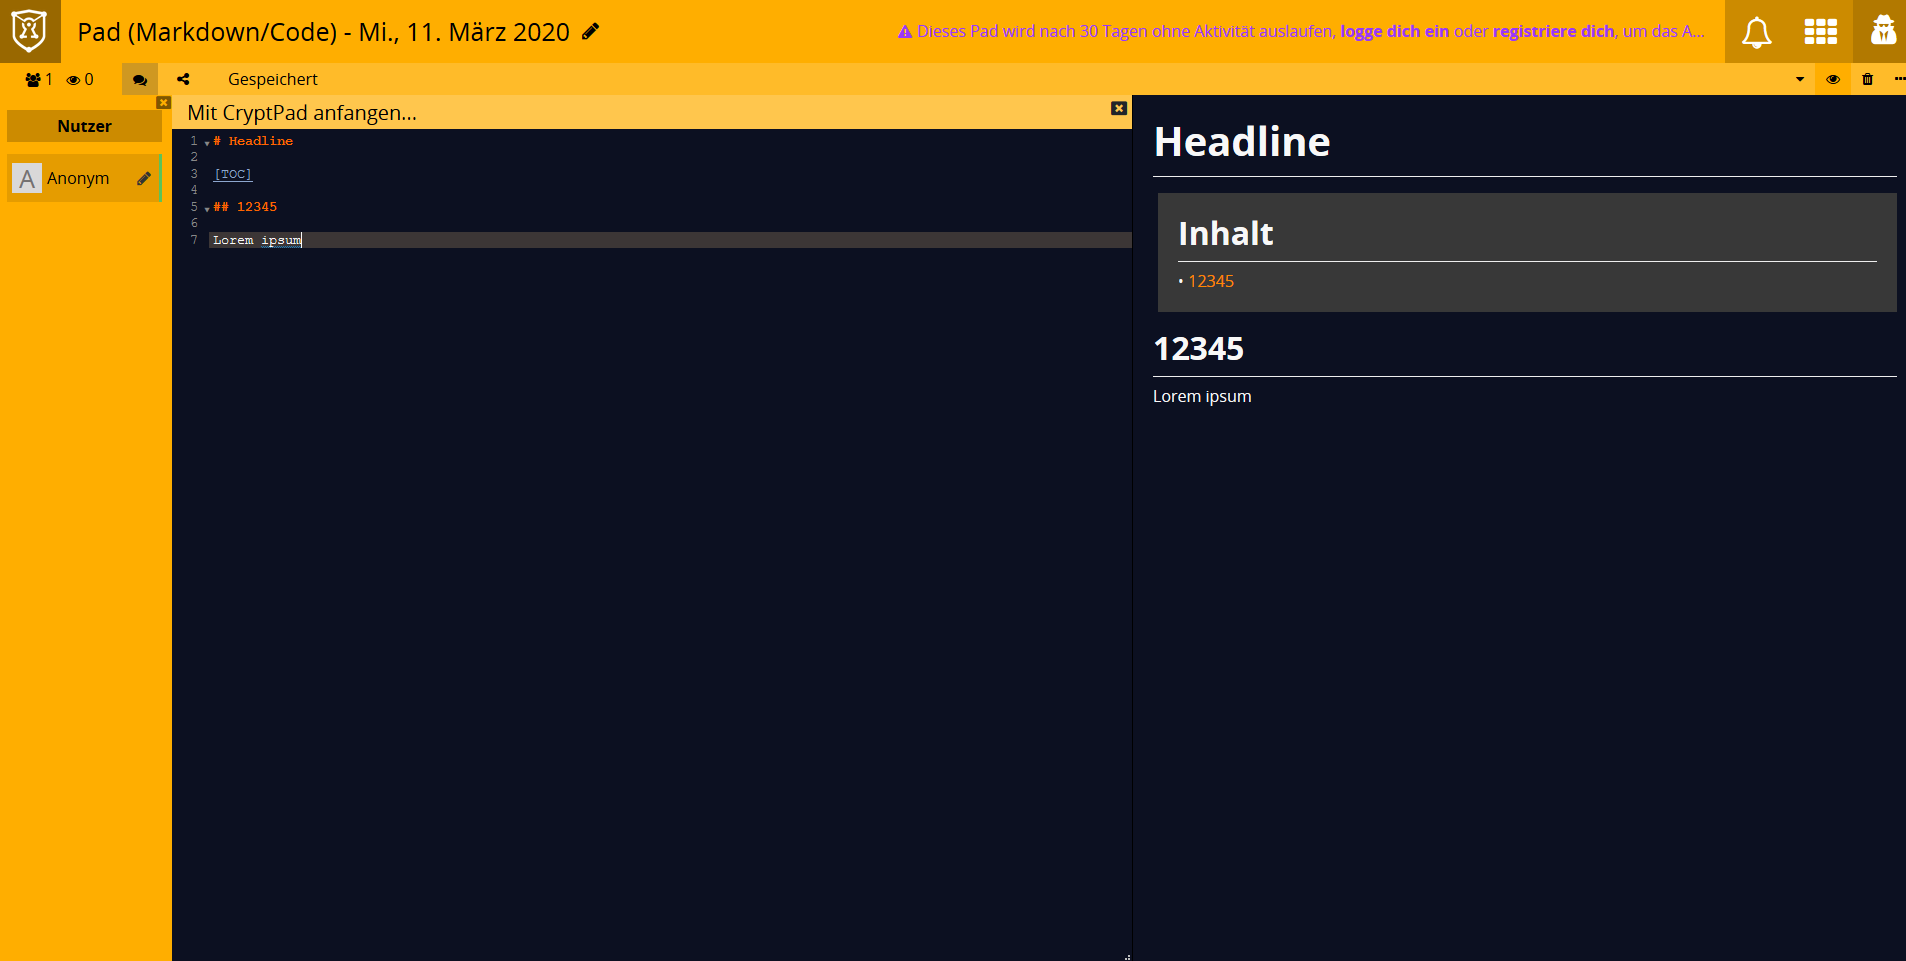 Pad (Markdown/Code) - Mi., 11. März 2020
Dieses Pad wird nach 30 Tagen ohne Aktivität auslaufen, logge dich ein oder registriere dich, um das A...
1 0 Gespeichert
Nutzer
A Anonym
Mit CryptPad anfangen...
1 # Headline
2
3 [TOC]
4
5 ## 12345
6
7 Lorem ipsum
Headline
Inhalt
• 12345
12345
Lorem ipsum